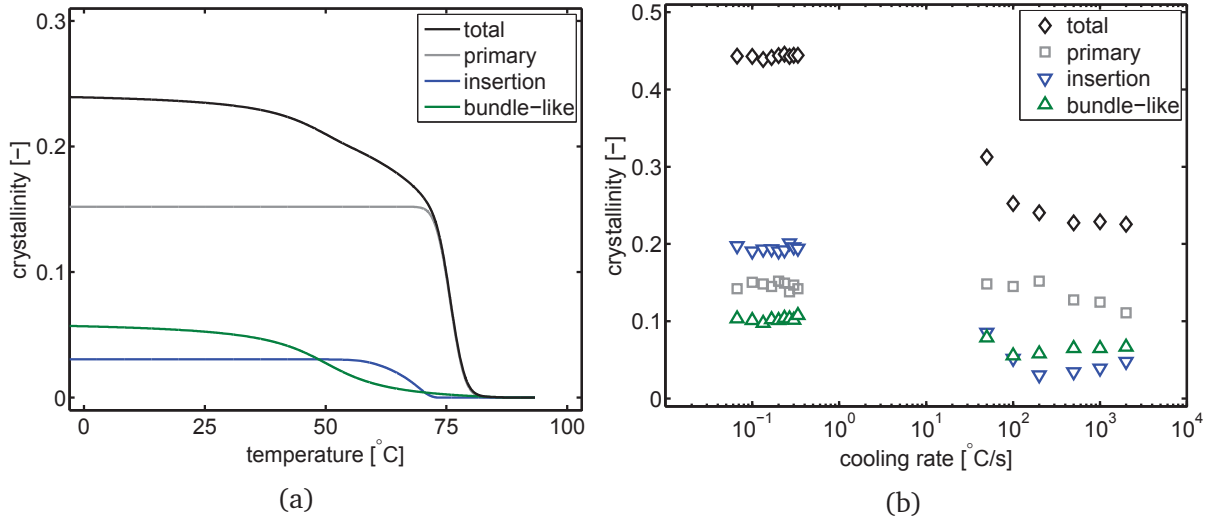 0.3
0.2
0.1
0
crystallinity [−]
total
primary
insertion
bundle−like
0 25 50 75 100
temperature [°C]
(a)
0.5
0.4
0.3
0.2
0.1
0
crystallinity [−]
total
primary
insertion
bundle−like
10⁻¹ 10⁰ 10¹ 10² 10³ 10⁴
cooling rate [°C/s]
(b)